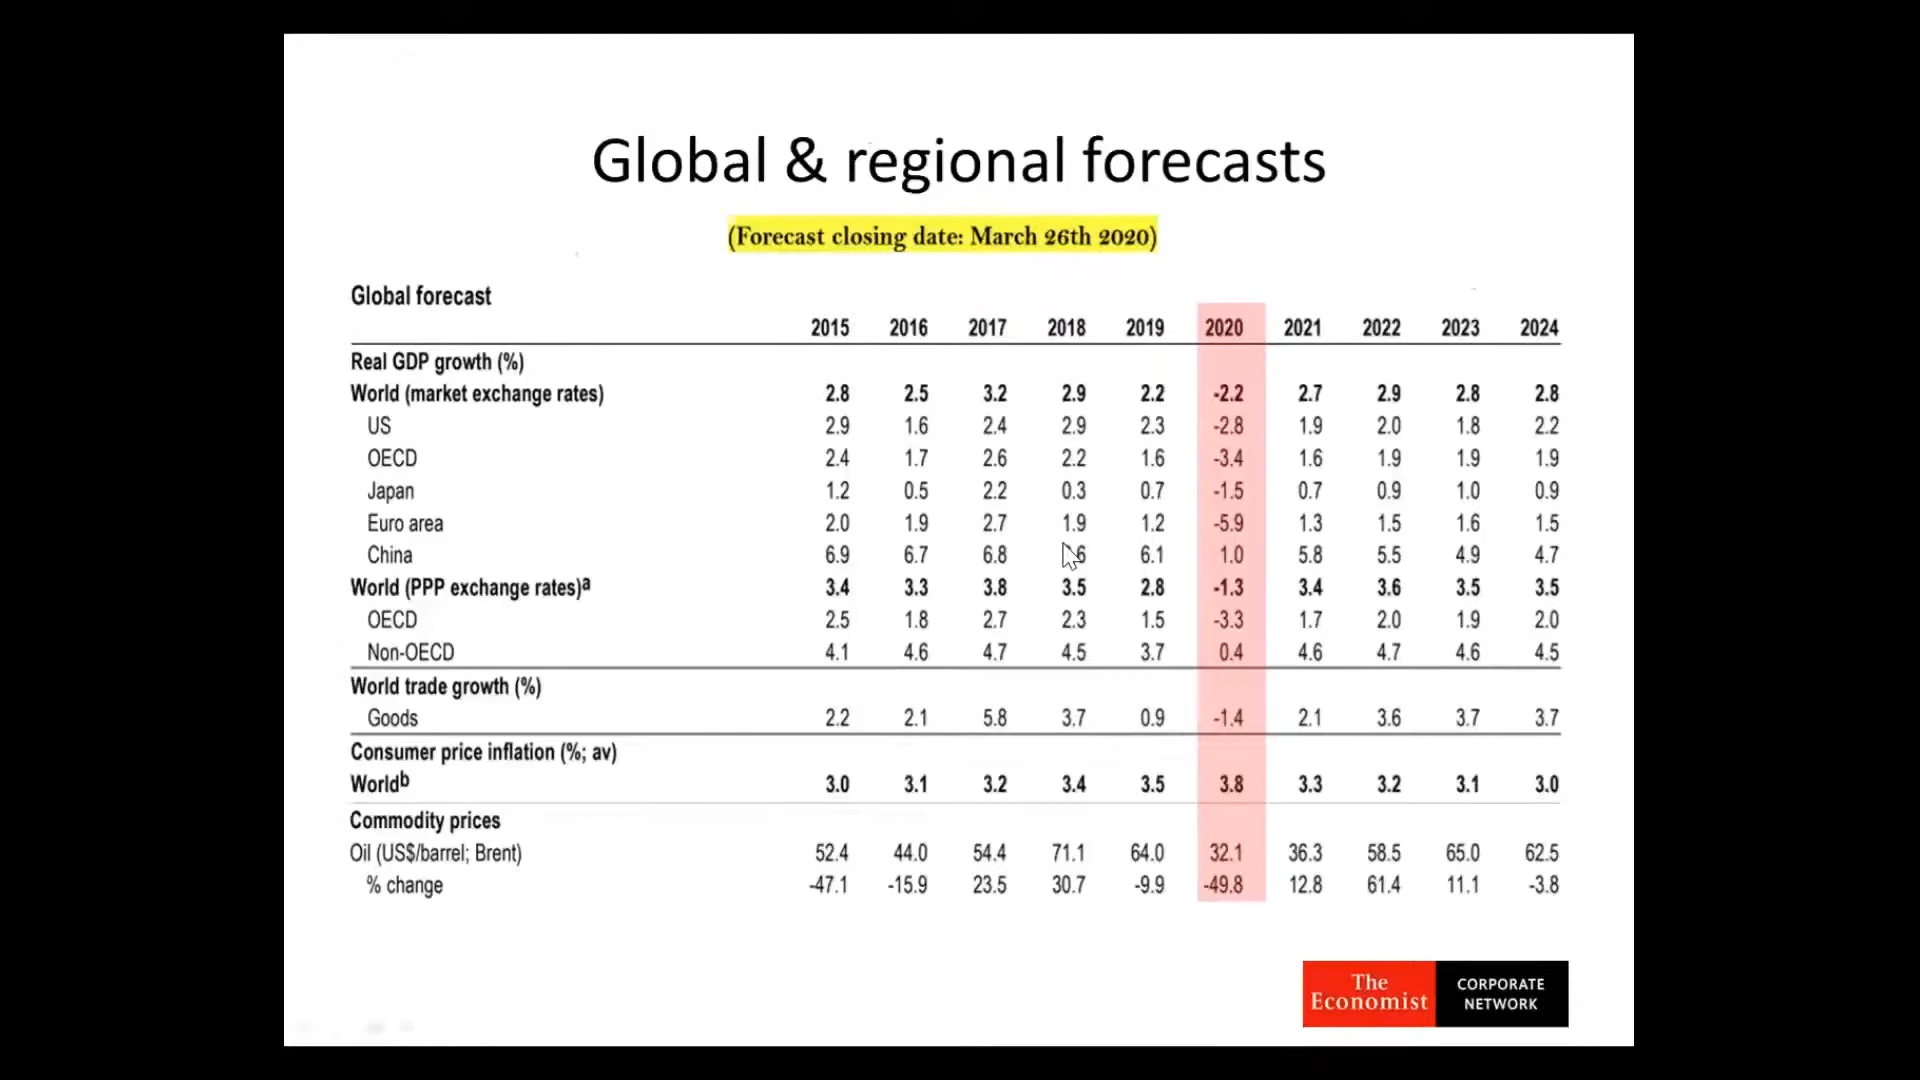 Global & regional forecasts
(Forecast closing date: March 26th 2020)
Global forecast
2015 2016 2017 2018 2019 2020 2021 2022 2023 2024
Real GDP growth (%)
World (market exchange rates) 2.8 2.5 3.2 2.9 2.2 -2.2 2.7 2.9 2.8 2.8
US 2.9 1.6 2.4 2.9 2.3 -2.8 1.9 2.0 1.8 2.2
OECD 2.4 1.7 2.6 2.2 1.6 -3.4 1.6 1.9 1.9 1.9
Japan 1.2 0.5 2.2 0.3 0.7 -1.5 0.7 0.9 1.0 0.9
Euro area 2.0 1.9 2.7 1.9 1.2 -5.9 1.3 1.5 1.6 1.5
China 6.9 6.7 6.8 6.1 1.0 5.8 5.5 4.9 4.7
World (PPP exchange rates)a 3.4 3.3 3.8 3.5 2.8 -1.3 3.4 3.6 3.5 3.5
OECD 2.5 1.8 2.7 2.3 1.5 -3.3 1.7 2.0 1.9 2.0
Non-OECD 4.1 4.6 4.7 4.5 3.7 0.4 4.6 4.7 4.6 4.5
World trade growth (%)
Goods 2.2 2.1 5.8 3.7 0.9 -1.4 2.1 3.6 3.7 3.7
Consumer price inflation (%; av)
Worldb 3.0 3.1 3.2 3.4 3.5 3.8 3.3 3.2 3.1 3.0
Commodity prices
Oil (US$/barrel; Brent) 52.4 44.0 54.4 71.1 64.0 32.1 36.3 58.5 65.0 62.5
% change -47.1 -15.9 23.5 30.7 -9.9 -49.8 12.8 61.4 11.1 -3.8
The Economist
CORPORATE NETWORK